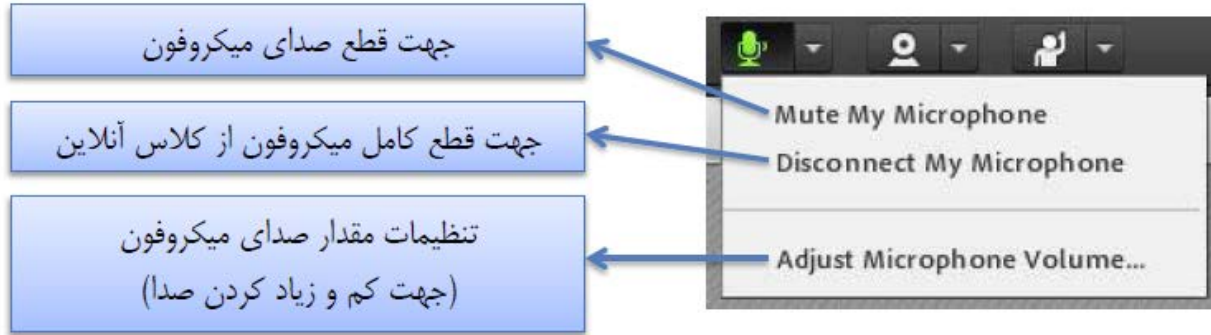 جهت قطع صدای میکروفون
جهت قطع کامل میکروفون از کلاس آنلاین
تنظیمات مقدار صدای میکروفون
(جهت کم و زیاد کردن صدا)
Mute My Microphone
Disconnect My Microphone
Adjust Microphone Volume...